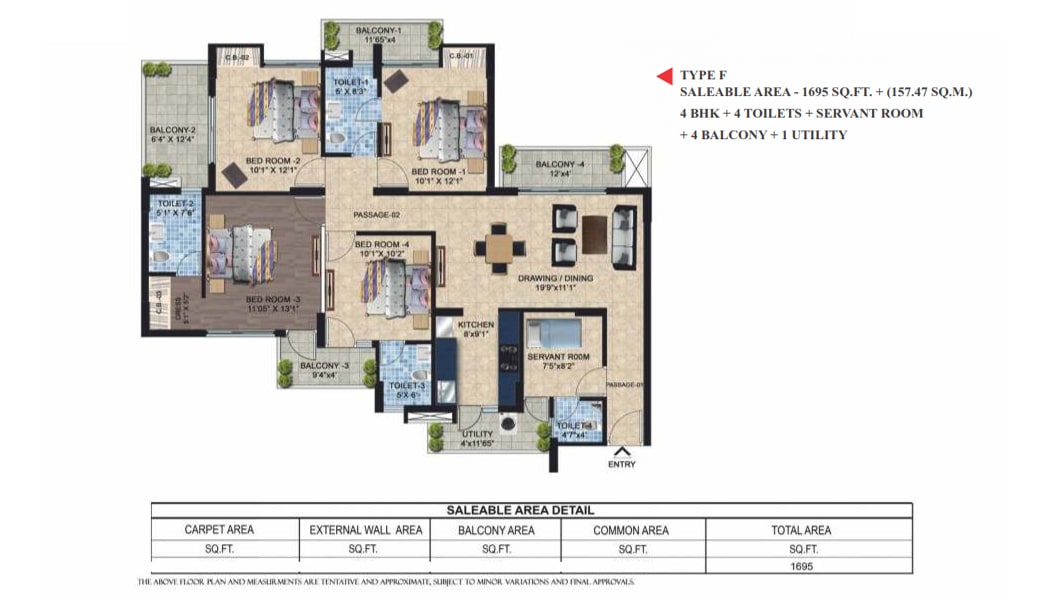 BALCONY-1
11'65"x4
C.B.-02
C.B.-01
TOILET-1
5' X 8'3"
BALCONY-2
6'4" X 12'4"
BED ROOM -2
10'1" X 12'1"
BED ROOM -1
10'1" X 12'1"
BALCONY -4
12'x4'
TOILET-2
5'1" X 7'6"
PASSAGE-02
BED ROOM -4
10'1"X 10'2"
DRAWING / DINING
19'9"x11'1"
C.B.-03
DRESS
5'1" X 5'2"
BED ROOM -3
11'05" X 13'1"
KITCHEN
8'x9'1"
SERVANT R00M
7'5"x8'2"
BALCONY -3
9'4"x4'
TOILET-3
5'X 6'
PASSAGE-01
UTILITY
4'x11'65"
TOILET-4
4'7"x4'
ENTRY
TYPE F
SALEABLE AREA - 1695 SQ.FT. + (157.47 SQ.M.)
4 BHK + 4 TOILETS + SERVANT ROOM
+ 4 BALCONY + 1 UTILITY
SALEABLE AREA DETAIL
CARPET AREA EXTERNAL WALL AREA BALCONY AREA COMMON AREA TOTAL AREA
SQ.FT. SQ.FT. SQ.FT. SQ.FT. SQ.FT.
1695
THE ABOVE FLOOR PLAN AND MEASURMENTS ARE TENTATIVE AND APPROXIMATE, SUBJECT TO MINOR VARIATIONS AND FINAL APPROVALS.